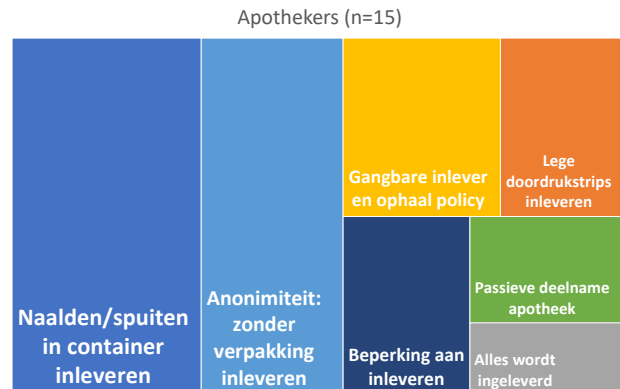 Apothekers (n=15)
Naalden/spuiten
in container
inleveren
Anonimiteit:
zonder
verpakking
inleveren
Gangbare inlever
en ophaal policy
Lege
doordrukstrips
inleveren
Beperking aan
inleveren
Passieve deelname
apotheek
Alles wordt
ingeleverd